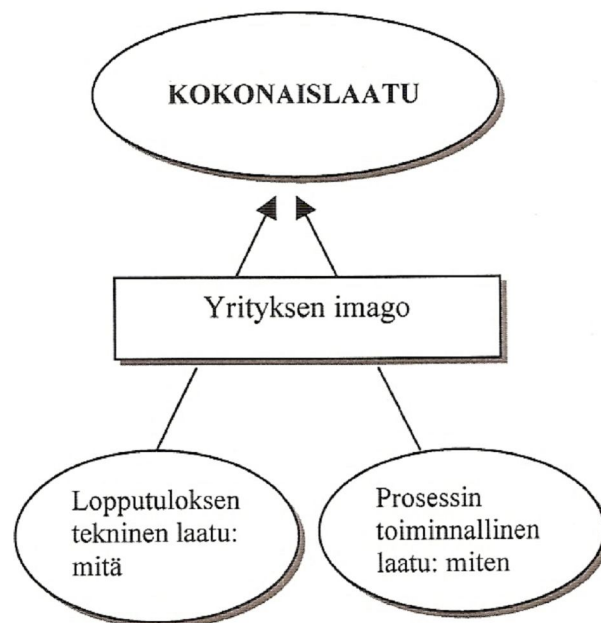 KOKONAISLAATU
Yrityksen imago
Lopputuloksen
tekninen laatu:
mitä
Prosessin
toiminnallinen
laatu: miten